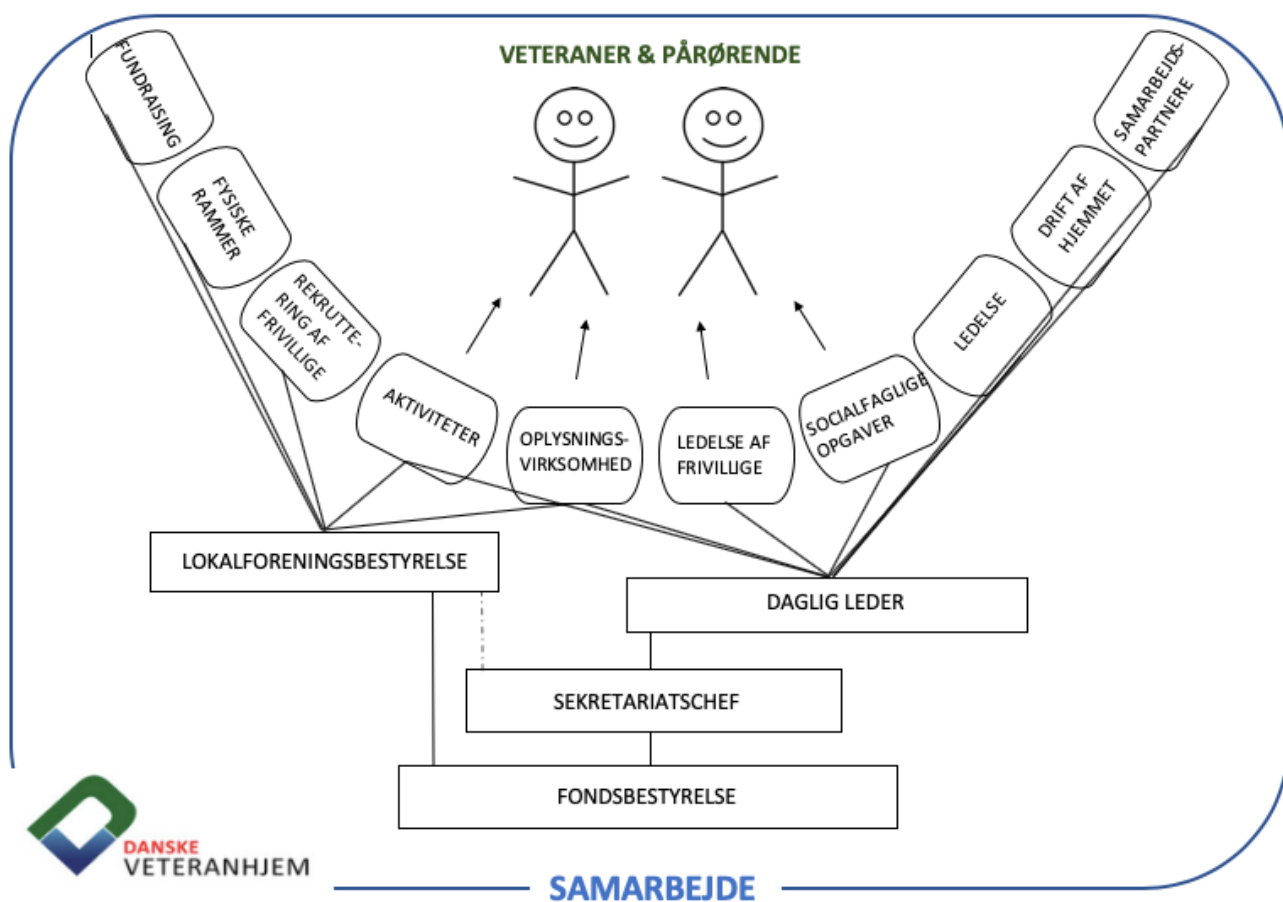 VETERANER & PÅRØRENDE
FUNDRAISING
FYSISKE
RAMMER
REKRUTTE-
RING AF
FRIVILLIGE
AKTIVITETER
OPLYSNINGS-
VIRKSOMHED
LEDELSE AF
FRIVILLIGE
SOCIALFAGLIGE
OPGAVER
LEDELSE
DRIFT AF
HJEMMET
SAMARBEJDS-
PARTNERE
LOKALFORENINGSBESTYRELSE
DAGLIG LEDER
SEKRETARIATSCHEF
FONDSBESTYRELSE
DANSKE
VETERANHJEM
SAMARBEJDE